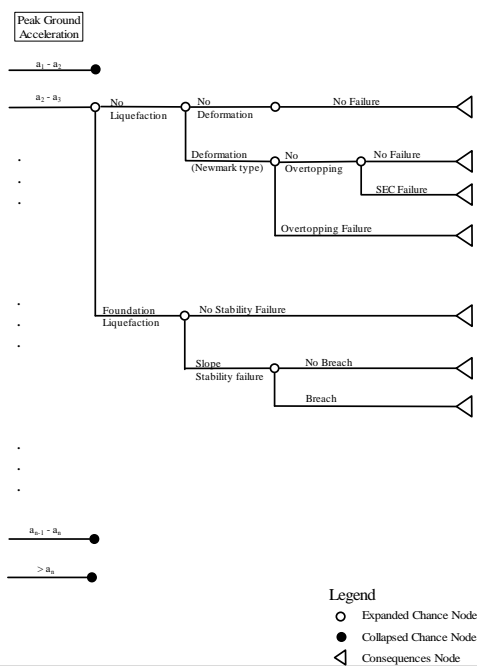 Peak Ground
Acceleration
a₁ - a₂
a₂ - a₃
No
Liquefaction
No
Deformation
No Failure
Deformation
(Newmark type)
No
Overtopping
No Failure
SEC Failure
Overtopping Failure
Foundation
Liquefaction
No Stability Failure
Slope
Stability failure
No Breach
Breach
aₙ₋₁ - aₙ
> aₙ
Legend
Expanded Chance Node
Collapsed Chance Node
Consequences Node